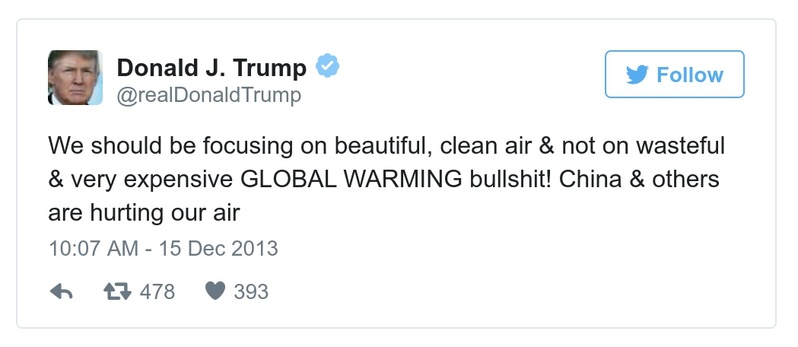 Donald J. Trump
@realDonaldTrump
Follow
We should be focusing on beautiful, clean air & not on wasteful
& very expensive GLOBAL WARMING bullshit! China & others
are hurting our air
10:07 AM - 15 Dec 2013
478 393